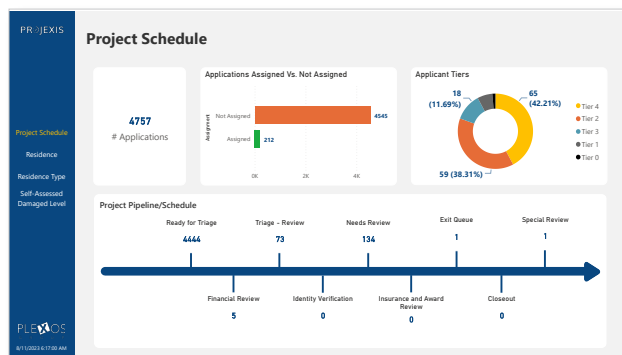 PROJEXIS
Project Schedule
Project Schedule
Residence
Residence Type
Self-Assessed
Damaged Level
PLEXOS
8/11/2023 6:17:00 AM
4757
# Applications
Applications Assigned Vs. Not Assigned
Assignment
Not Assigned
4545
Assigned
212
0K
2K
4K
Applicant Tiers
18
(11.69%)
65
(42.21%)
59 (38.31%)
Tier 4
Tier 2
Tier 3
Tier 1
Tier 0
Project Pipeline/Schedule
Ready for Triage
4444
Triage - Review
73
Needs Review
134
Exit Queue
1
Special Review
1
Financial Review
5
Identity Verification
0
Insurance and Award
Review
0
Closeout
0